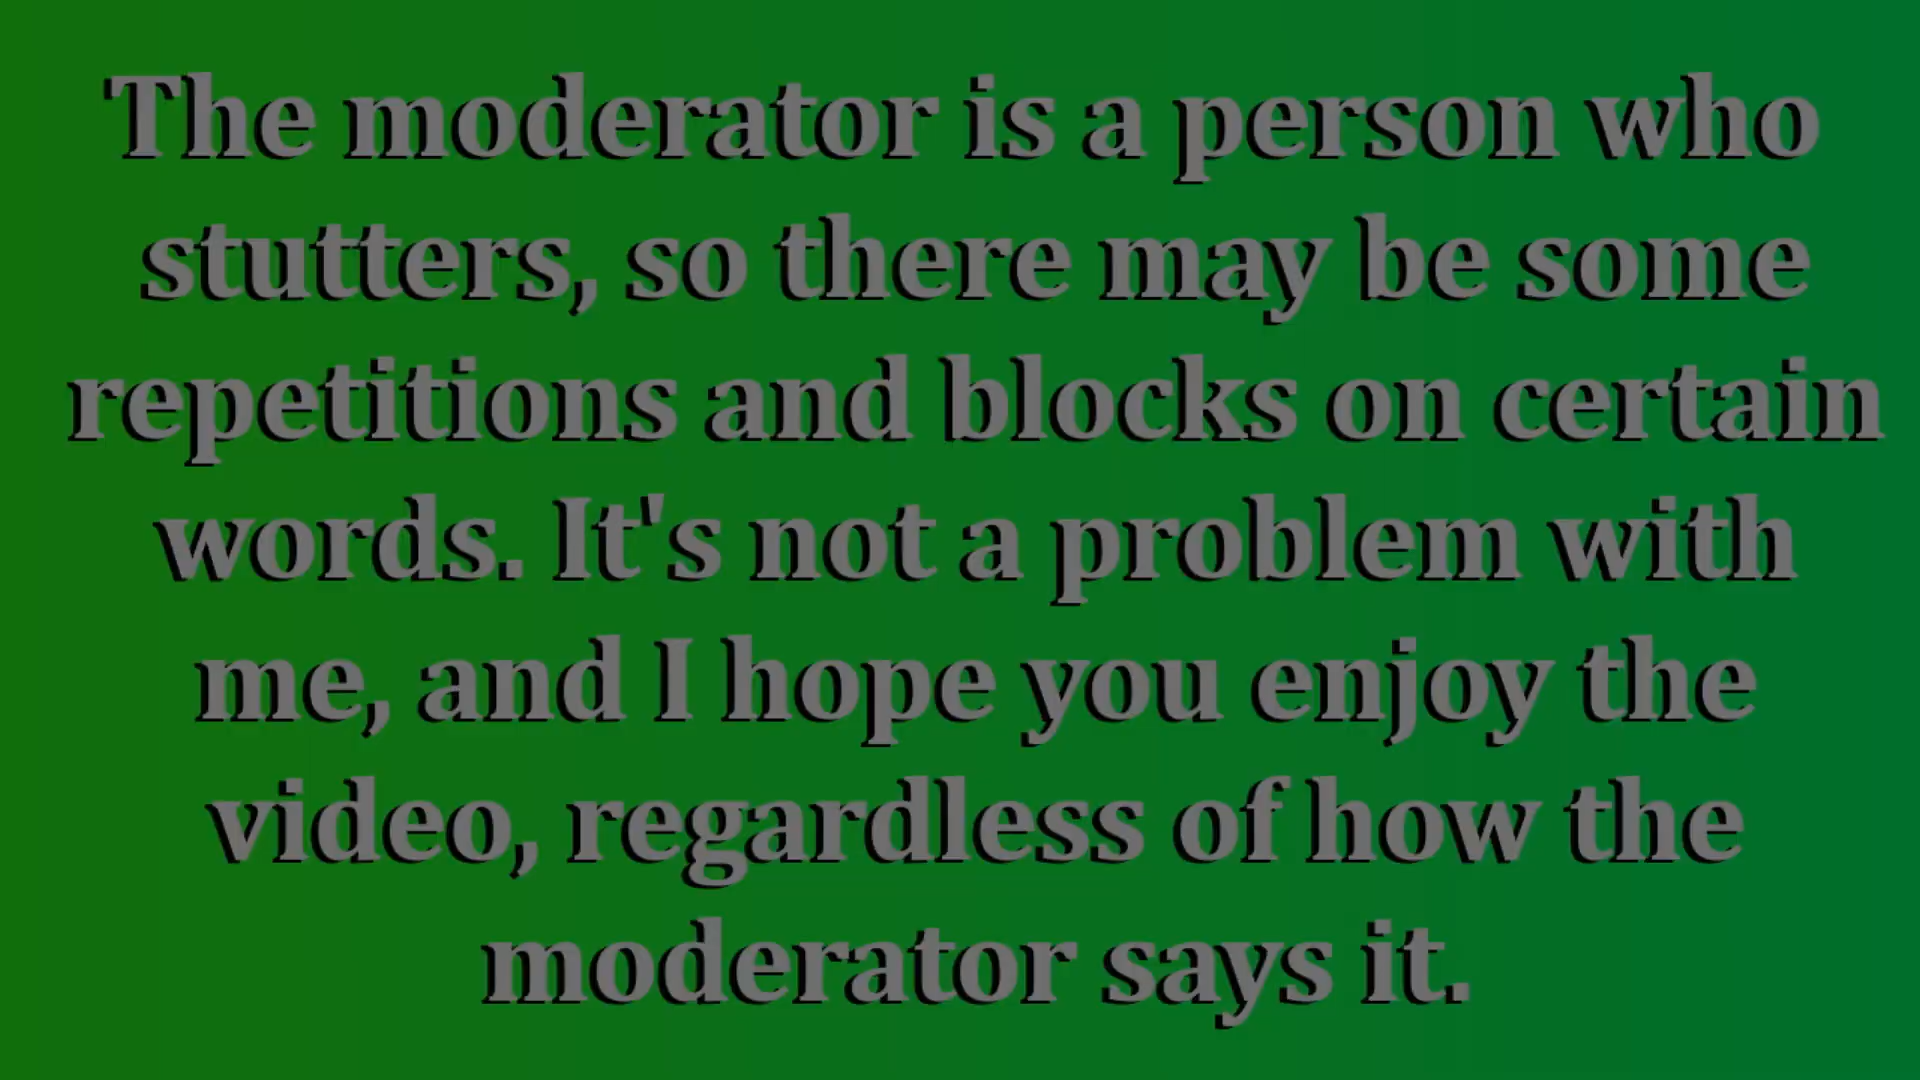 The moderator is a person who
stutters, so there may be some
repetitions and blocks on certain
words. It's not a problem with
me, and I hope you enjoy the
video, regardless of how the
moderator says it.